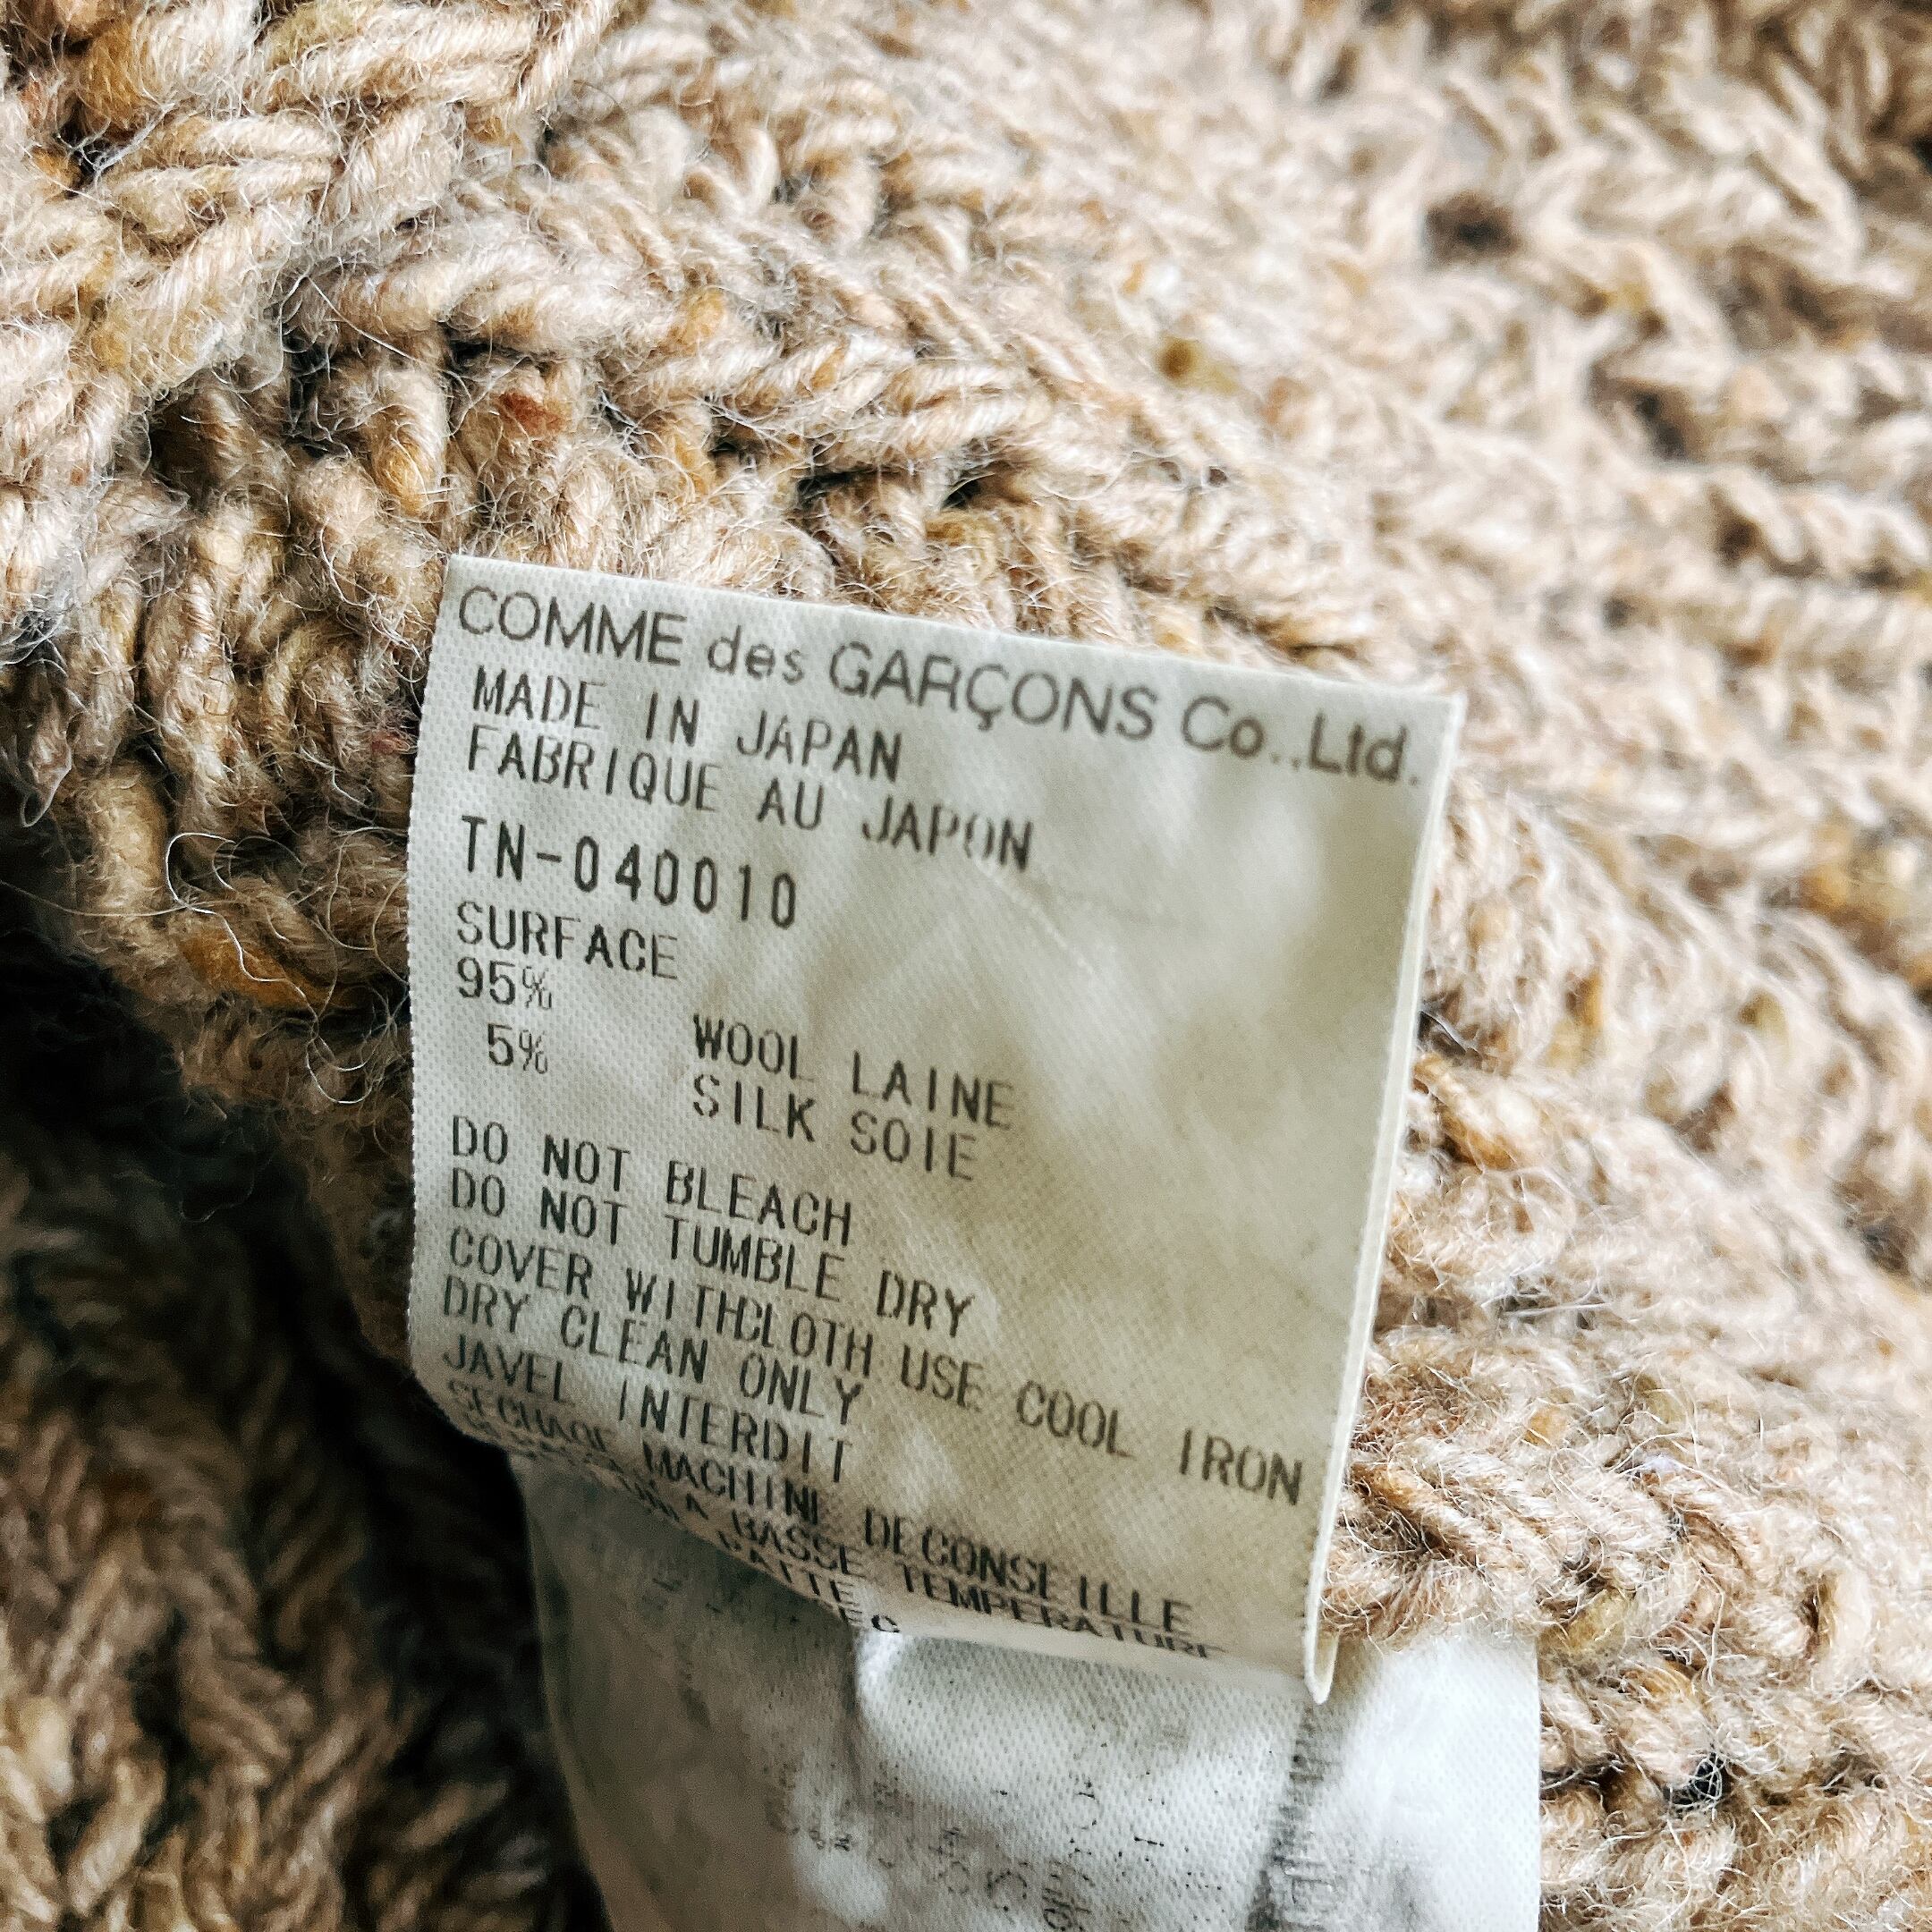 COMME des GARÇONS Co.,Ltd.
MADE IN JAPAN
FABRIQUE AU JAPON
TN-040010
SURFACE
95% WOOL LAINE
5% SILK SOIE
DO NOT BLEACH
DO NOT TUMBLE DRY
COVER WITHCLOTH USE COOL IRON
DRY CLEAN ONLY
JAVEL INTERDIT
SECHAGE MACHINE DECONSEILLE
A BASSE TEMPERATURE